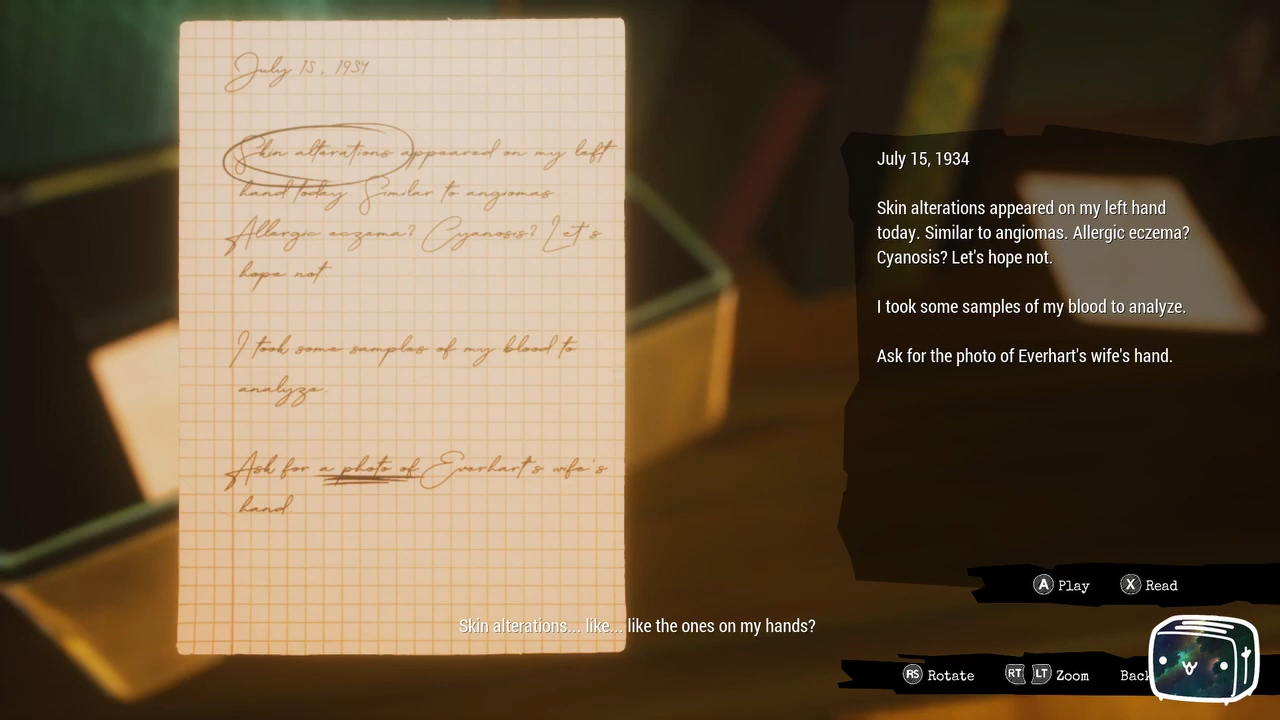 July 15, 1934
Skin alterations appeared on my left
hand today Similar to angiomas
Allergic eczema? Cyanosis? Let's
hope not
I took some samples of my blood to
analyze.
Ask for a photo of Everhart's wife's
hand
July 15, 1934
Skin alterations appeared on my left hand
today. Similar to angiomas. Allergic eczema?
Cyanosis? Let's hope not.
I took some samples of my blood to analyze.
Ask for the photo of Everhart's wife's hand.
A Play X Read
Skin alterations... like... like the ones on my hands?
RS Rotate RT LT Zoom Back